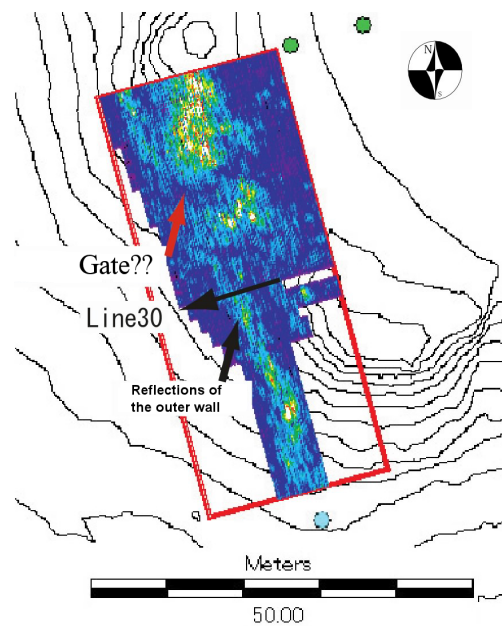 N
S
Gate??
Line30
Reflections of
the outer wall
Meters
50.00